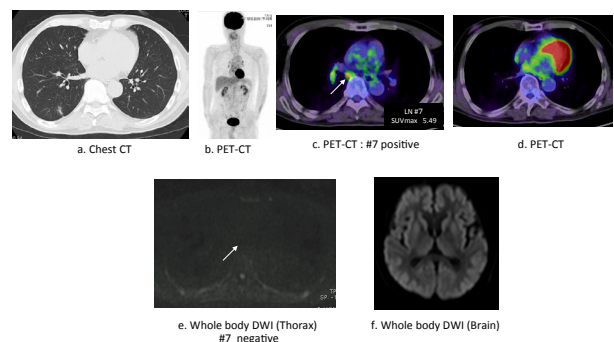 LN #7
SUVmax 5.49
a. Chest CT
b. PET-CT
c. PET-CT : #7 positive
d. PET-CT
e. Whole body DWI (Thorax)
#7 negative
f. Whole body DWI (Brain)